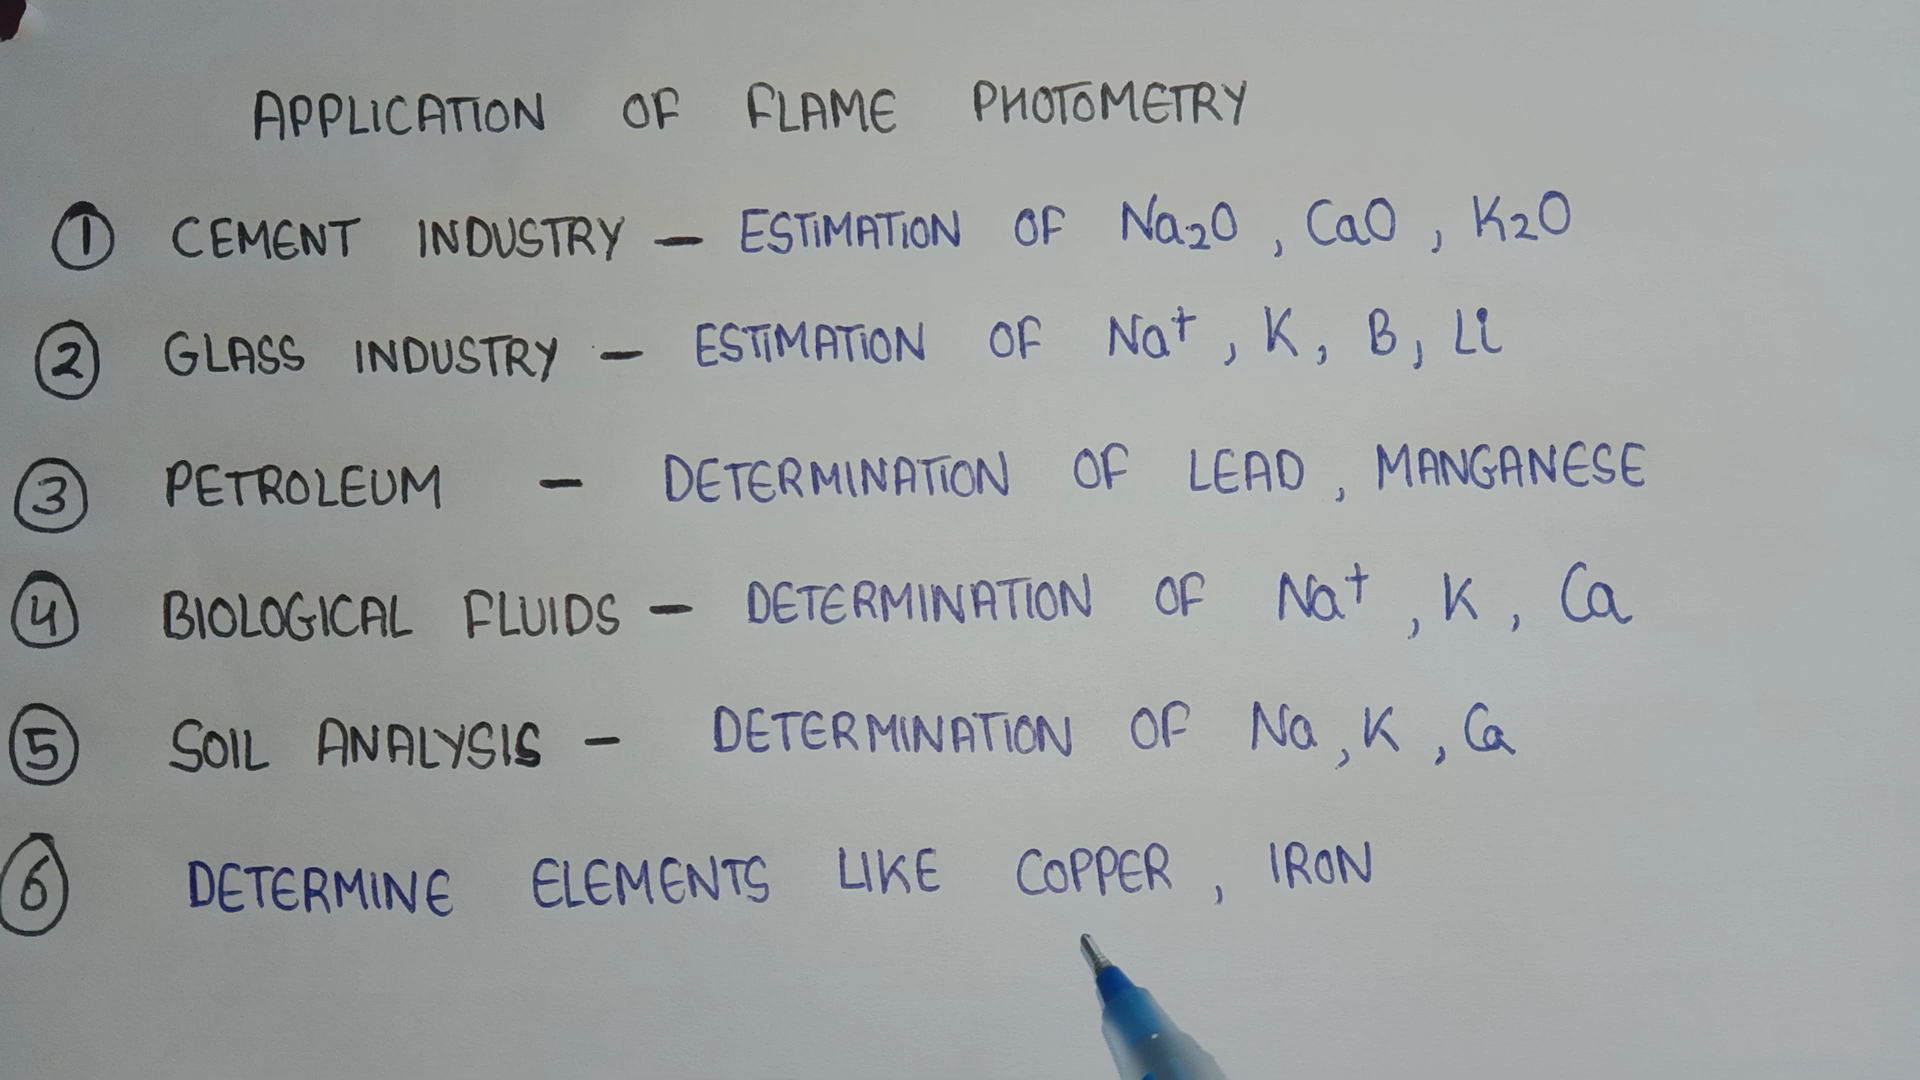 APPLICATION OF FLAME PHOTOMETRY
① CEMENT INDUSTRY – ESTIMATION OF Na₂O , CaO , K₂O
② GLASS INDUSTRY – ESTIMATION OF Na⁺ , K , B , Li
③ PETROLEUM – DETERMINATION OF LEAD , MANGANESE
④ BIOLOGICAL FLUIDS – DETERMINATION OF Na⁺ , K , Ca
⑤ SOIL ANALYSIS – DETERMINATION OF Na , K , Ca
⑥ DETERMINE ELEMENTS LIKE COPPER , IRON